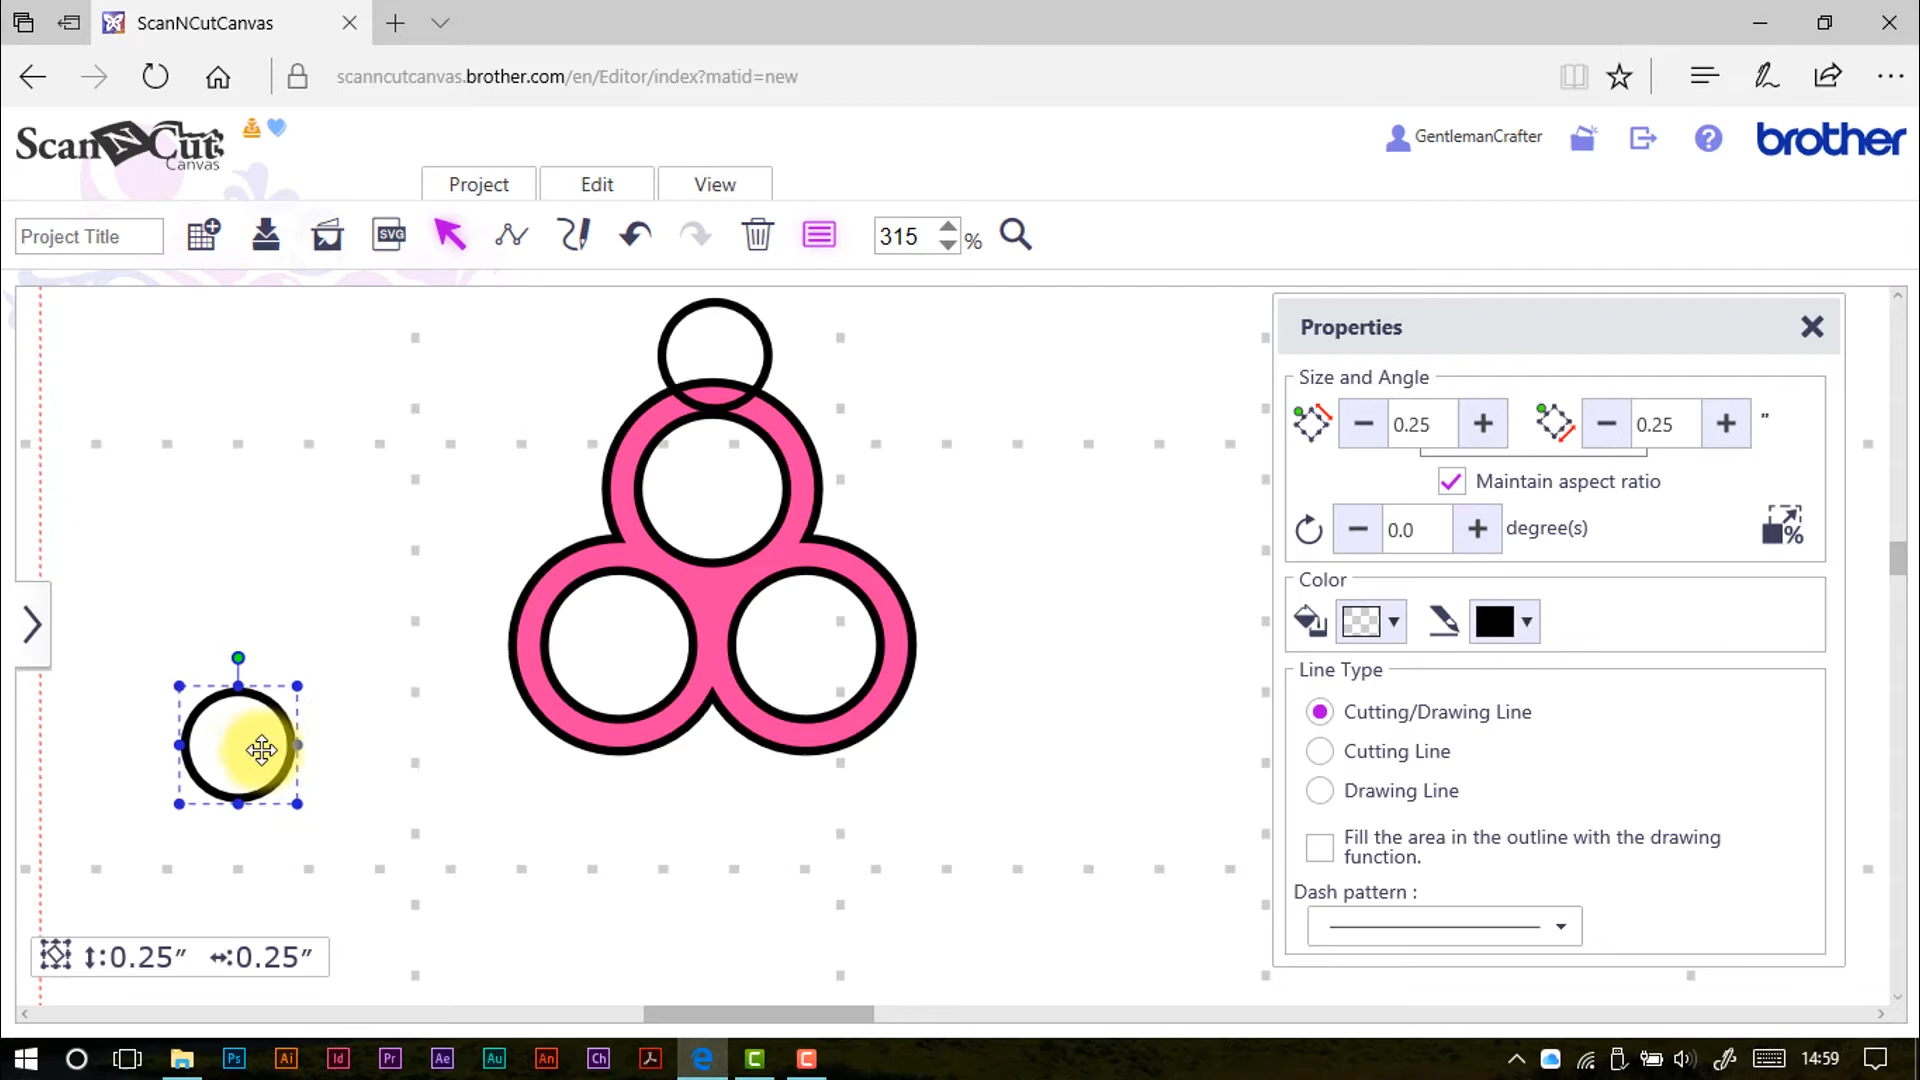 ScanNCutCanvas
scanncutcanvas.brother.com/en/Editor/index?matid=new
ScanNCut
Canvas
GentlemanCrafter
brother
Project
Edit
View
Project Title
SVG
315
%
Properties
Size and Angle
0.25
0.25
"
Maintain aspect ratio
0.0
degree(s)
%
Color
Line Type
Cutting/Drawing Line
Cutting Line
Drawing Line
Fill the area in the outline with the drawing
function.
Dash pattern :
↕:0.25″ ↔:0.25″
Ps
Ai
Id
Pr
Ae
Au
An
Ch
C
C
14:59